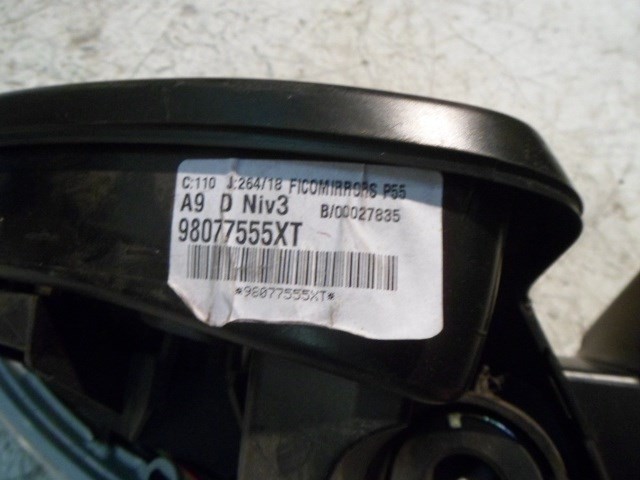 C:110 J:264/18 FICOMIRRORS P55
A9 D Niv3 B/00027835
98077555XT
*98077555XT*